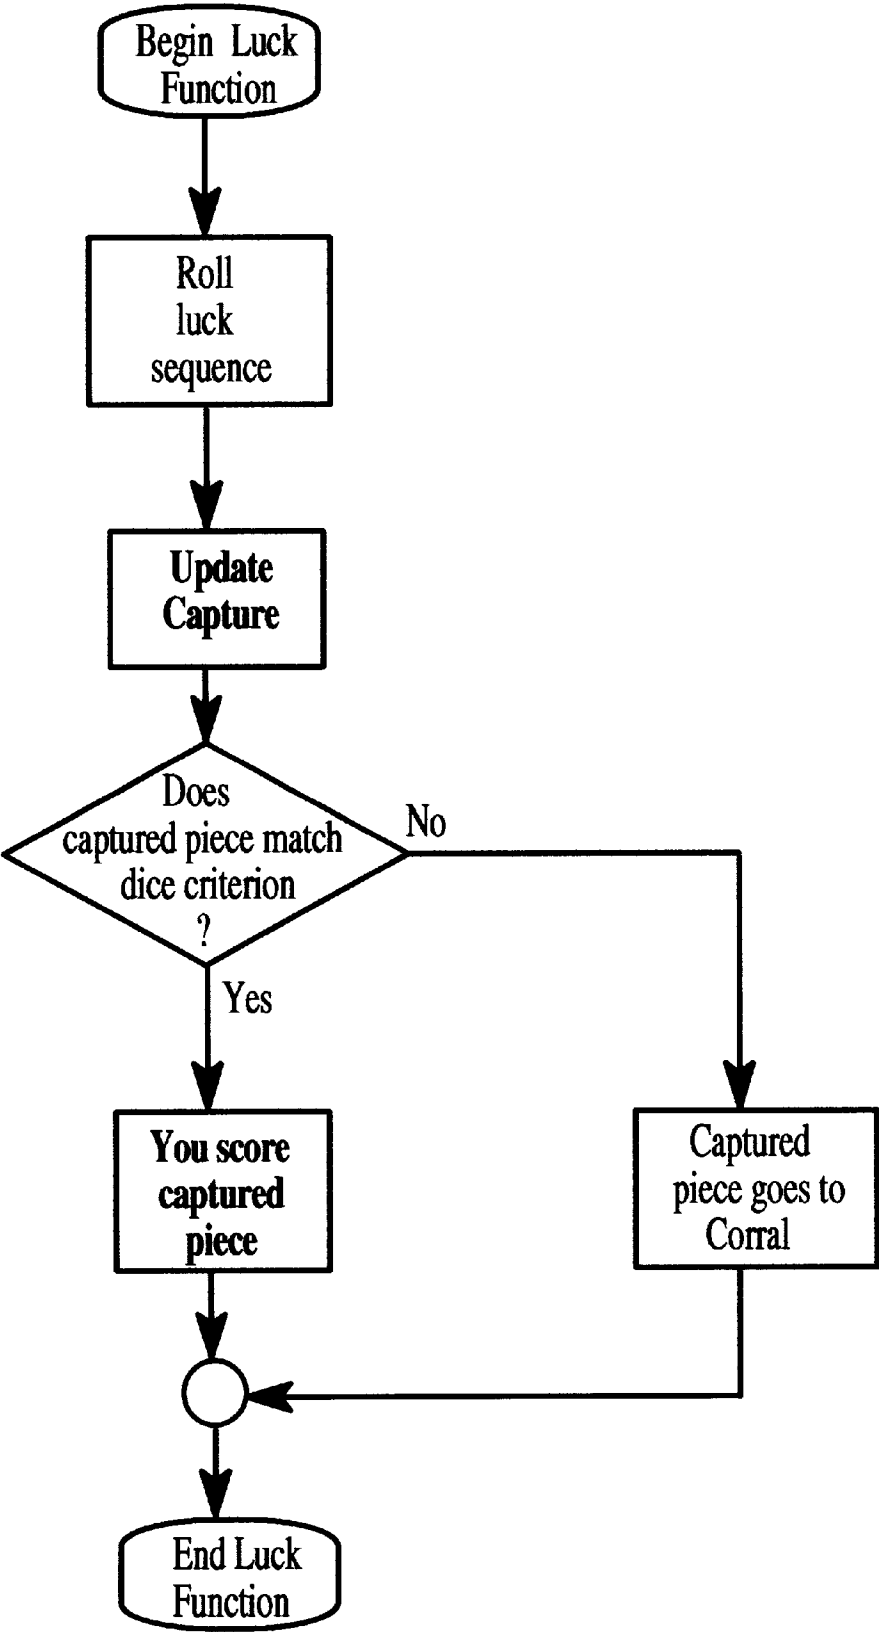 Begin Luck
Function
Roll
luck
sequence
Update
Capture
Does
captured piece match
dice criterion
?
No
Yes
You score
captured
piece
Captured
piece goes to
Corral
End Luck
Function